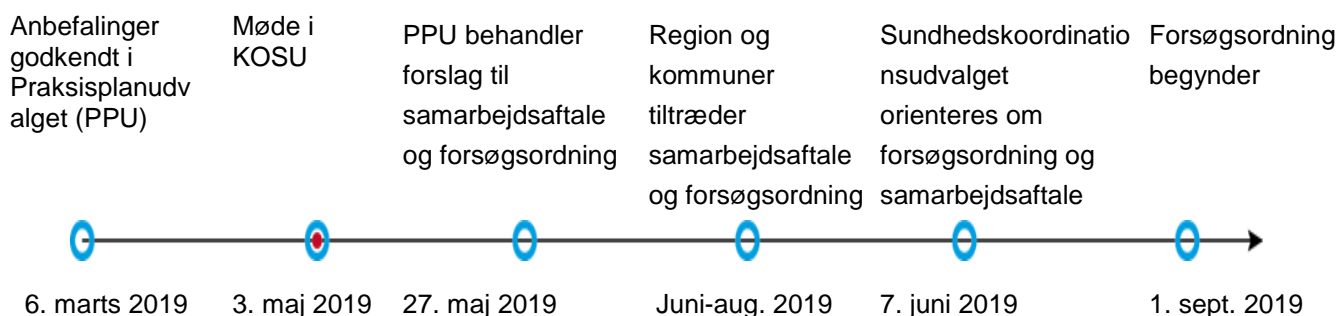 Anbefalinger
godkendt i
Praksisplanudv
alget (PPU)
Møde i
KOSU
PPU behandler
forslag til
samarbejdsaftale
og forsøgsordning
Region og
kommuner
tiltræder
samarbejdsaftale
og forsøgsordning
Sundhedskoordinatio
nsudvalget
orienteres om
forsøgsordning og
samarbejdsaftale
Forsøgsordning
begynder
6. marts 2019
3. maj 2019
27. maj 2019
Juni-aug. 2019
7. juni 2019
1. sept. 2019